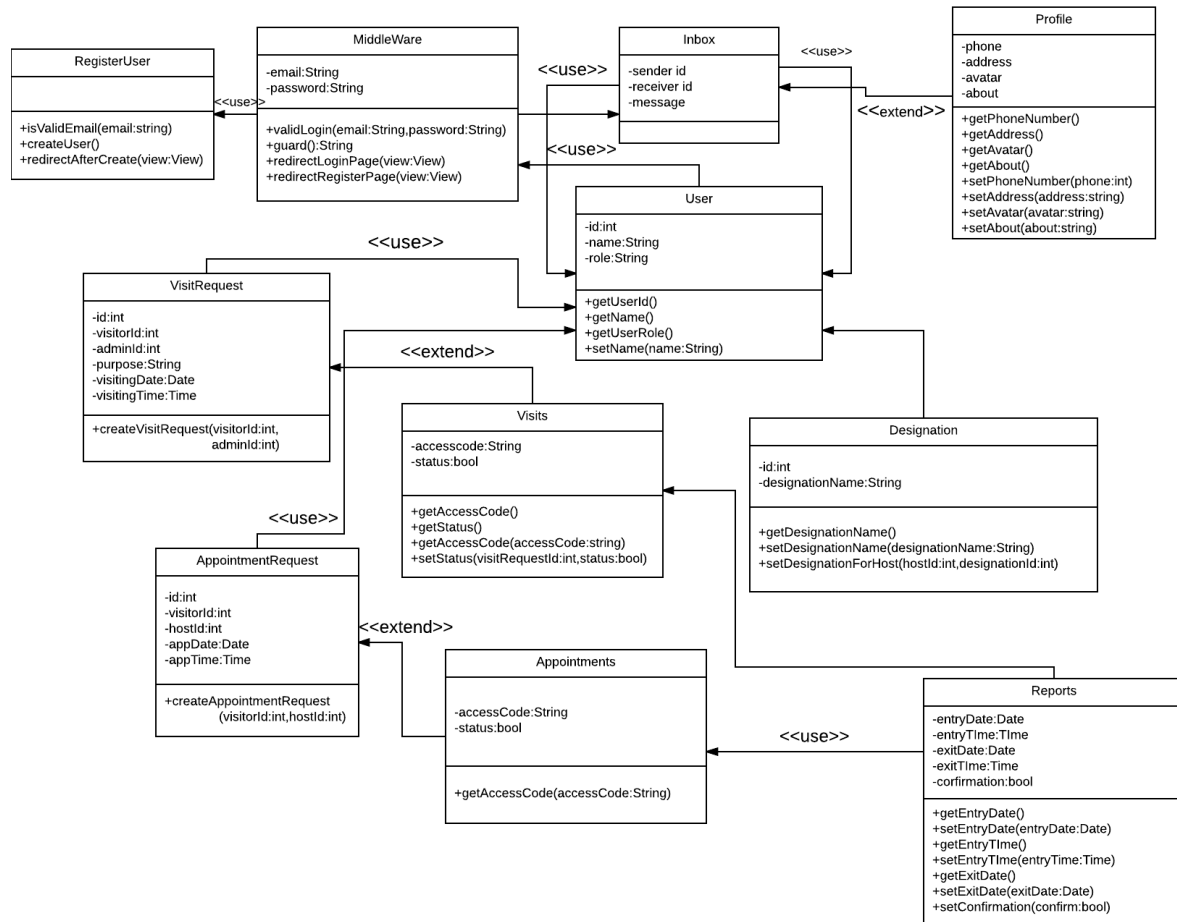 RegisterUser
+isValidEmail(email:string)
+createUser()
+redirectAfterCreate(view:View)
<<use>>
MiddleWare
-email:String
-password:String
+validLogin(email:String,password:String)
+guard():String
+redirectLoginPage(view:View)
+redirectRegisterPage(view:View)
<<use>>
Inbox
-sender id
-receiver id
-message
<<use>>
<<extend>>
Profile
-phone
-address
-avatar
-about
+getPhoneNumber()
+getAddress()
+getAvatar()
+getAbout()
+setPhoneNumber(phone:int)
+setAddress(address:string)
+setAvatar(avatar:string)
+setAbout(about:string)
<<use>>
User
-id:int
-name:String
-role:String
+getUserId()
+getName()
+getUserRole()
+setName(name:String)
<<use>>
VisitRequest
-id:int
-visitorId:int
-adminId:int
-purpose:String
-visitingDate:Date
-visitingTime:Time
+createVisitRequest(visitorId:int,
adminId:int)
<<extend>>
Visits
-accesscode:String
-status:bool
+getAccessCode()
+getStatus()
+getAccessCode(accessCode:string)
+setStatus(visitRequestId:int,status:bool)
Designation
-id:int
-designationName:String
+getDesignationName()
+setDesignationName(designationName:String)
+setDesignationForHost(hostId:int,designationId:int)
<<use>>
AppointmentRequest
-id:int
-visitorId:int
-hostId:int
-appDate:Date
-appTime:Time
+createAppointmentRequest
(visitorId:int,hostId:int)
<<extend>>
Appointments
-accessCode:String
-status:bool
+getAccessCode(accessCode:String)
<<use>>
Reports
-entryDate:Date
-entryTIme:TIme
-exitDate:Date
-exitTIme:Time
-corfirmation:bool
+getEntryDate()
+setEntryDate(entryDate:Date)
+getEntryTIme()
+setEntryTIme(entryTime:Time)
+getExitDate()
+setExitDate(exitDate:Date)
+setConfirmation(confirm:bool)